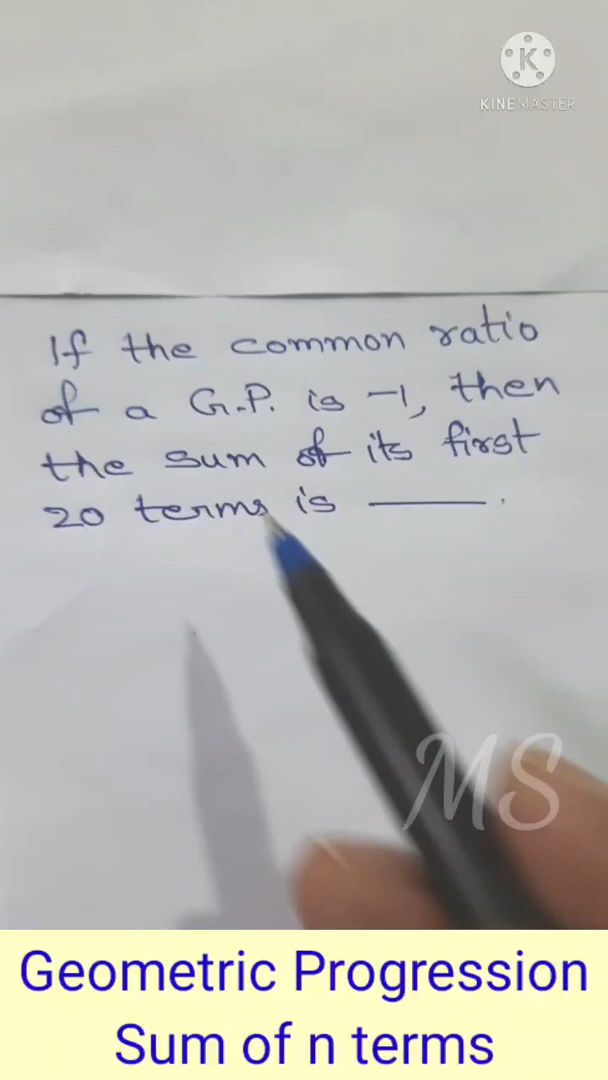 K
KINEMASTER
If the common ratio
of a G.P. is -1, then
the sum of its first
20 terms is ———.
MS
Geometric Progression
Sum of n terms